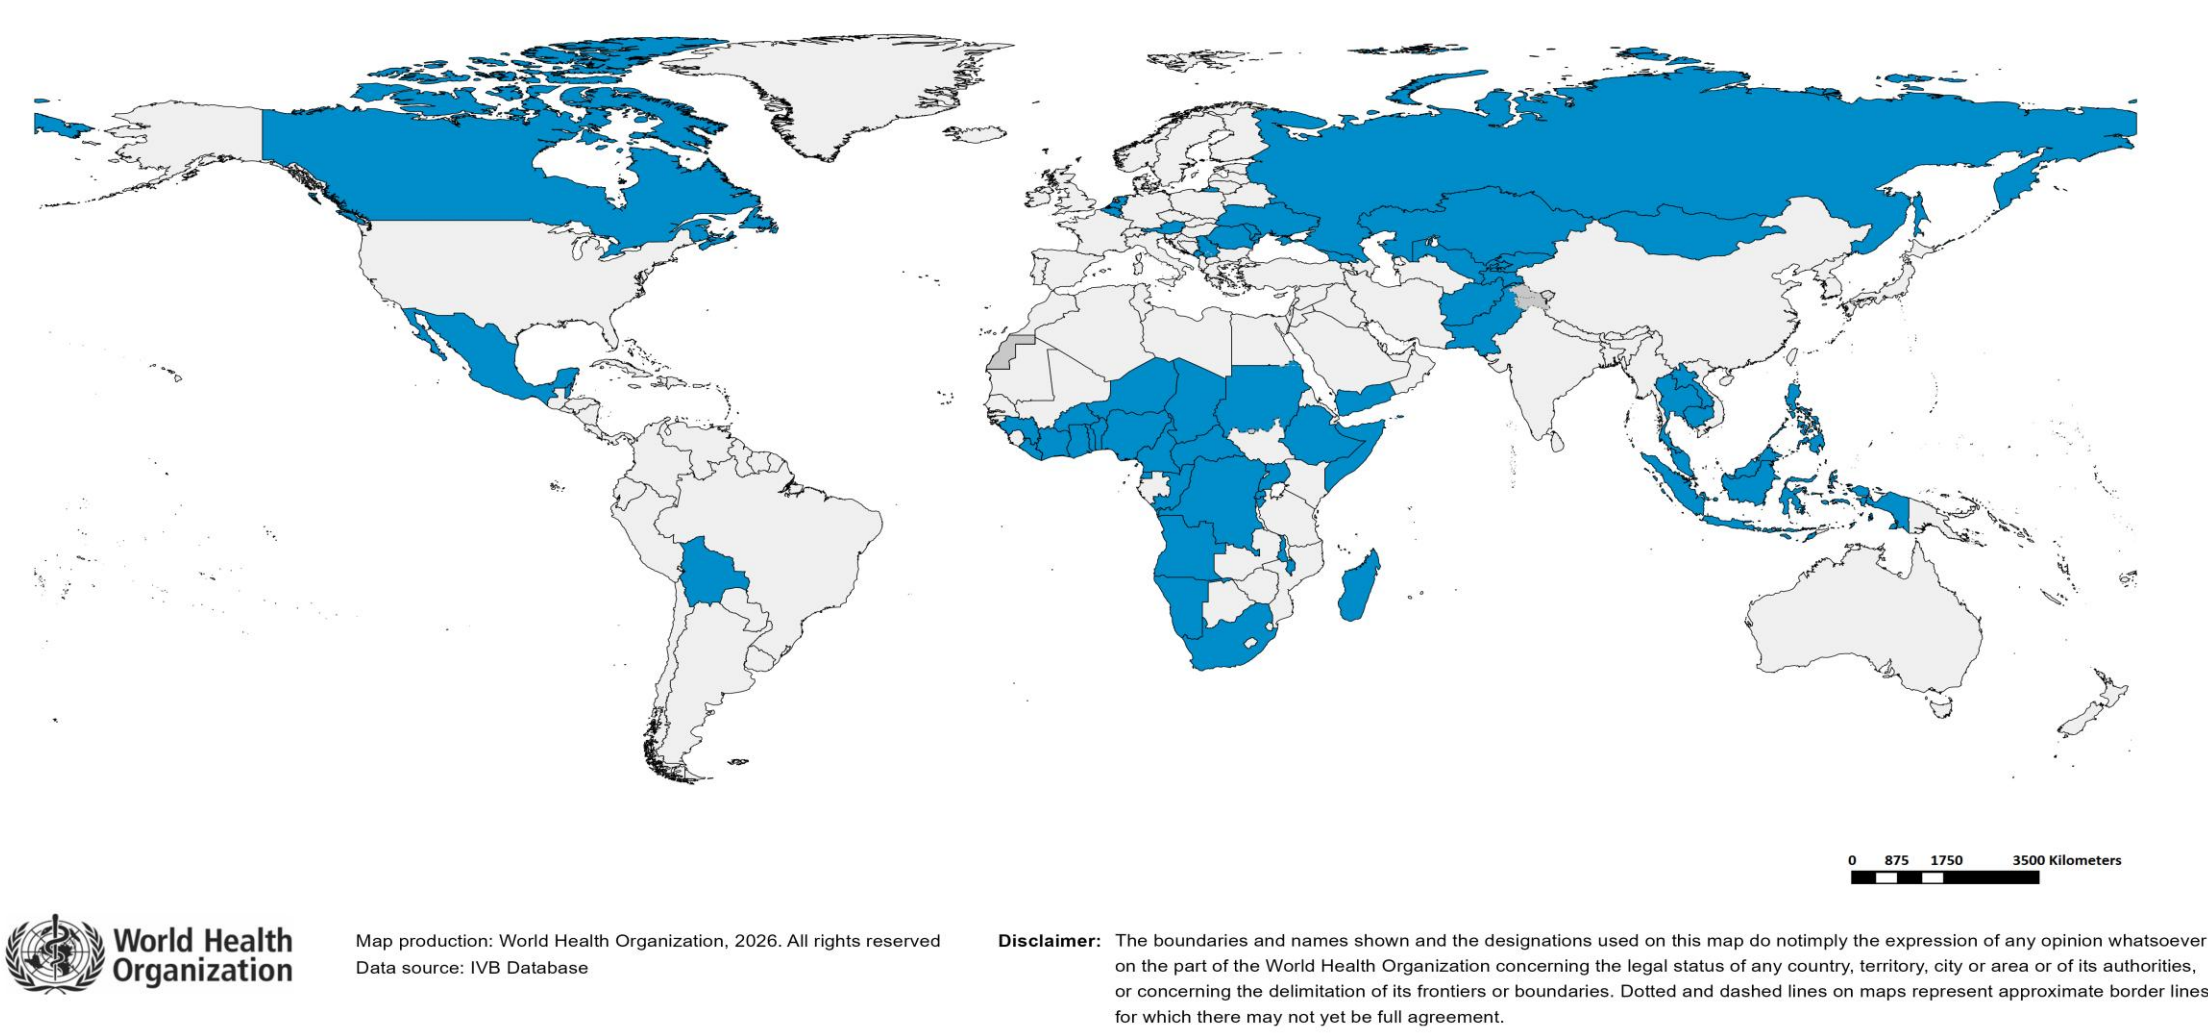 0 875 1750 3500 Kilometers
World Health
Organization
Map production: World Health Organization, 2026. All rights reserved
Data source: IVB Database
Disclaimer: The boundaries and names shown and the designations used on this map do notimply the expression of any opinion whatsoever
on the part of the World Health Organization concerning the legal status of any country, territory, city or area or of its authorities,
or concerning the delimitation of its frontiers or boundaries. Dotted and dashed lines on maps represent approximate border lines
for which there may not yet be full agreement.